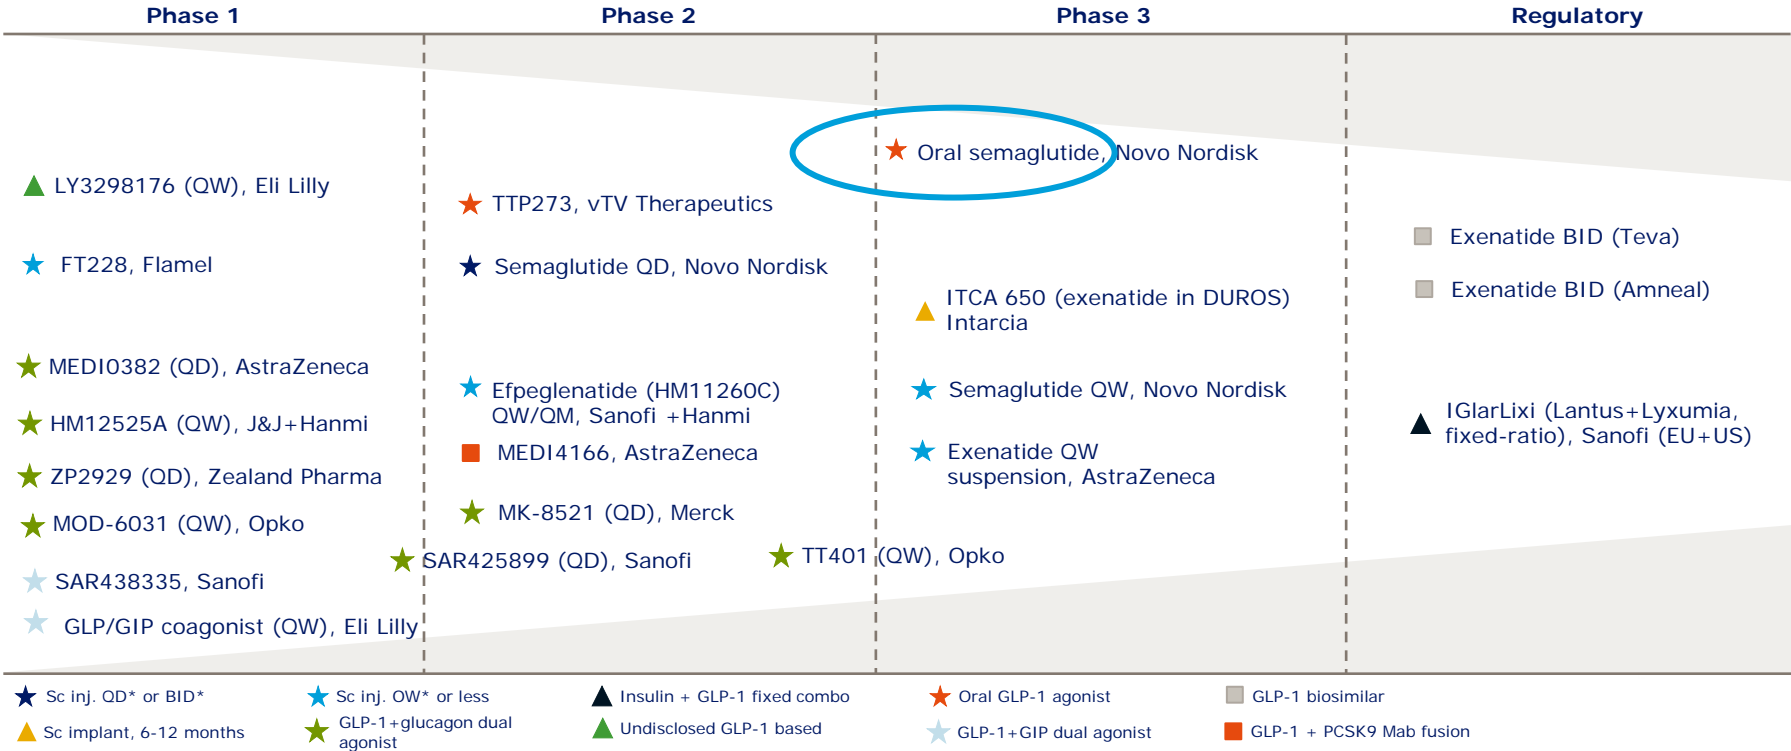 Phase 1
Phase 2
Phase 3
Regulatory
LY3298176 (QW), Eli Lilly
FT228, Flamel
MEDI0382 (QD), AstraZeneca
HM12525A (QW), J&J+Hanmi
ZP2929 (QD), Zealand Pharma
MOD-6031 (QW), Opko
SAR438335, Sanofi
GLP/GIP coagonist (QW), Eli Lilly
TTP273, vTV Therapeutics
Semaglutide QD, Novo Nordisk
Efpeglenatide (HM11260C)
QW/QM, Sanofi +Hanmi
MEDI4166, AstraZeneca
MK-8521 (QD), Merck
SAR425899 (QD), Sanofi
TT401 (QW), Opko
Oral semaglutide, Novo Nordisk
ITCA 650 (exenatide in DUROS)
Intarcia
Semaglutide QW, Novo Nordisk
Exenatide QW
suspension, AstraZeneca
Exenatide BID (Teva)
Exenatide BID (Amneal)
IGlarLixi (Lantus+Lyxumia,
fixed-ratio), Sanofi (EU+US)
Sc inj. QD* or BID*
Sc inj. OW* or less
Insulin + GLP-1 fixed combo
Oral GLP-1 agonist
GLP-1 biosimilar
Sc implant, 6-12 months
GLP-1+glucagon dual
agonist
Undisclosed GLP-1 based
GLP-1+GIP dual agonist
GLP-1 + PCSK9 Mab fusion